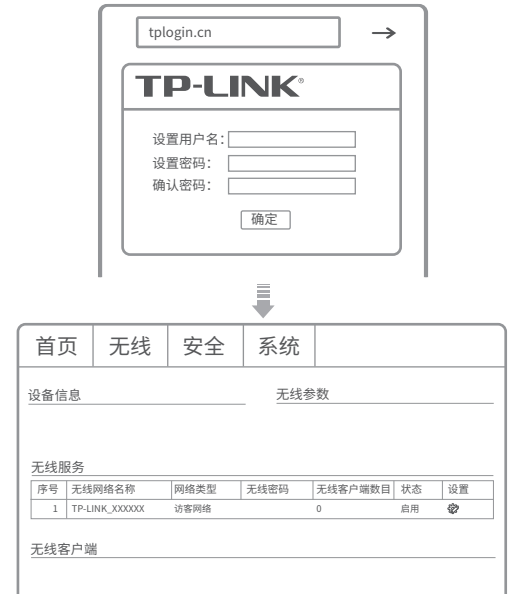 tplogin.cn
TP-LINK®
设置用户名：
设置密码：
确认密码：
确定
首页 无线 安全 系统
设备信息 无线参数
无线服务
序号 无线网络名称 网络类型 无线密码 无线客户端数目 状态 设置
1 TP-LINK_XXXXXX 访客网络 0 启用
无线客户端